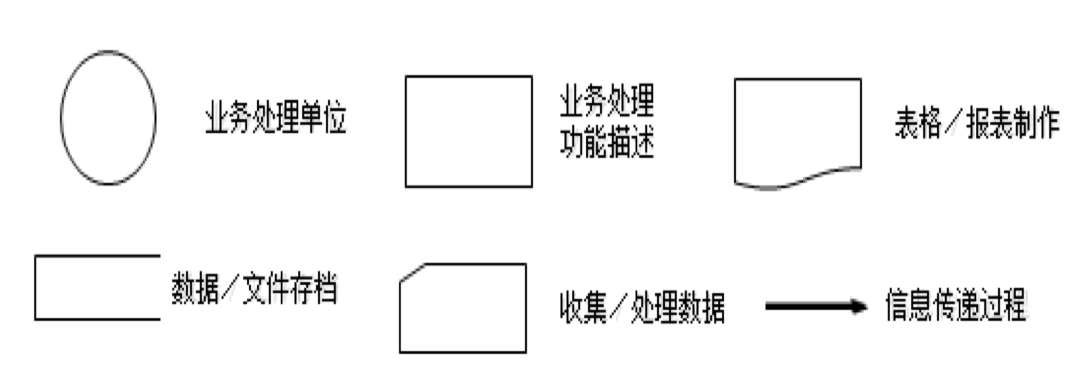 业务处理单位
业务处理
功能描述
表格／报表制作
数据／文件存档
收集／处理数据
信息传递过程